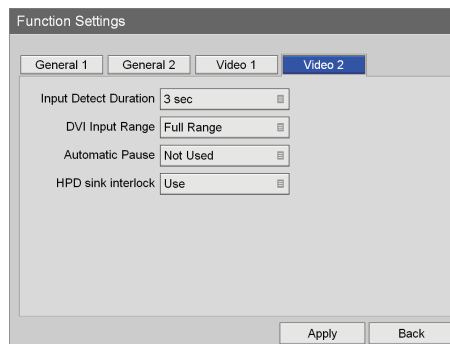 Function Settings
General 1 General 2 Video 1 Video 2
Input Detect Duration 3 sec
DVI Input Range Full Range
Automatic Pause Not Used
HPD sink interlock Use
Apply Back